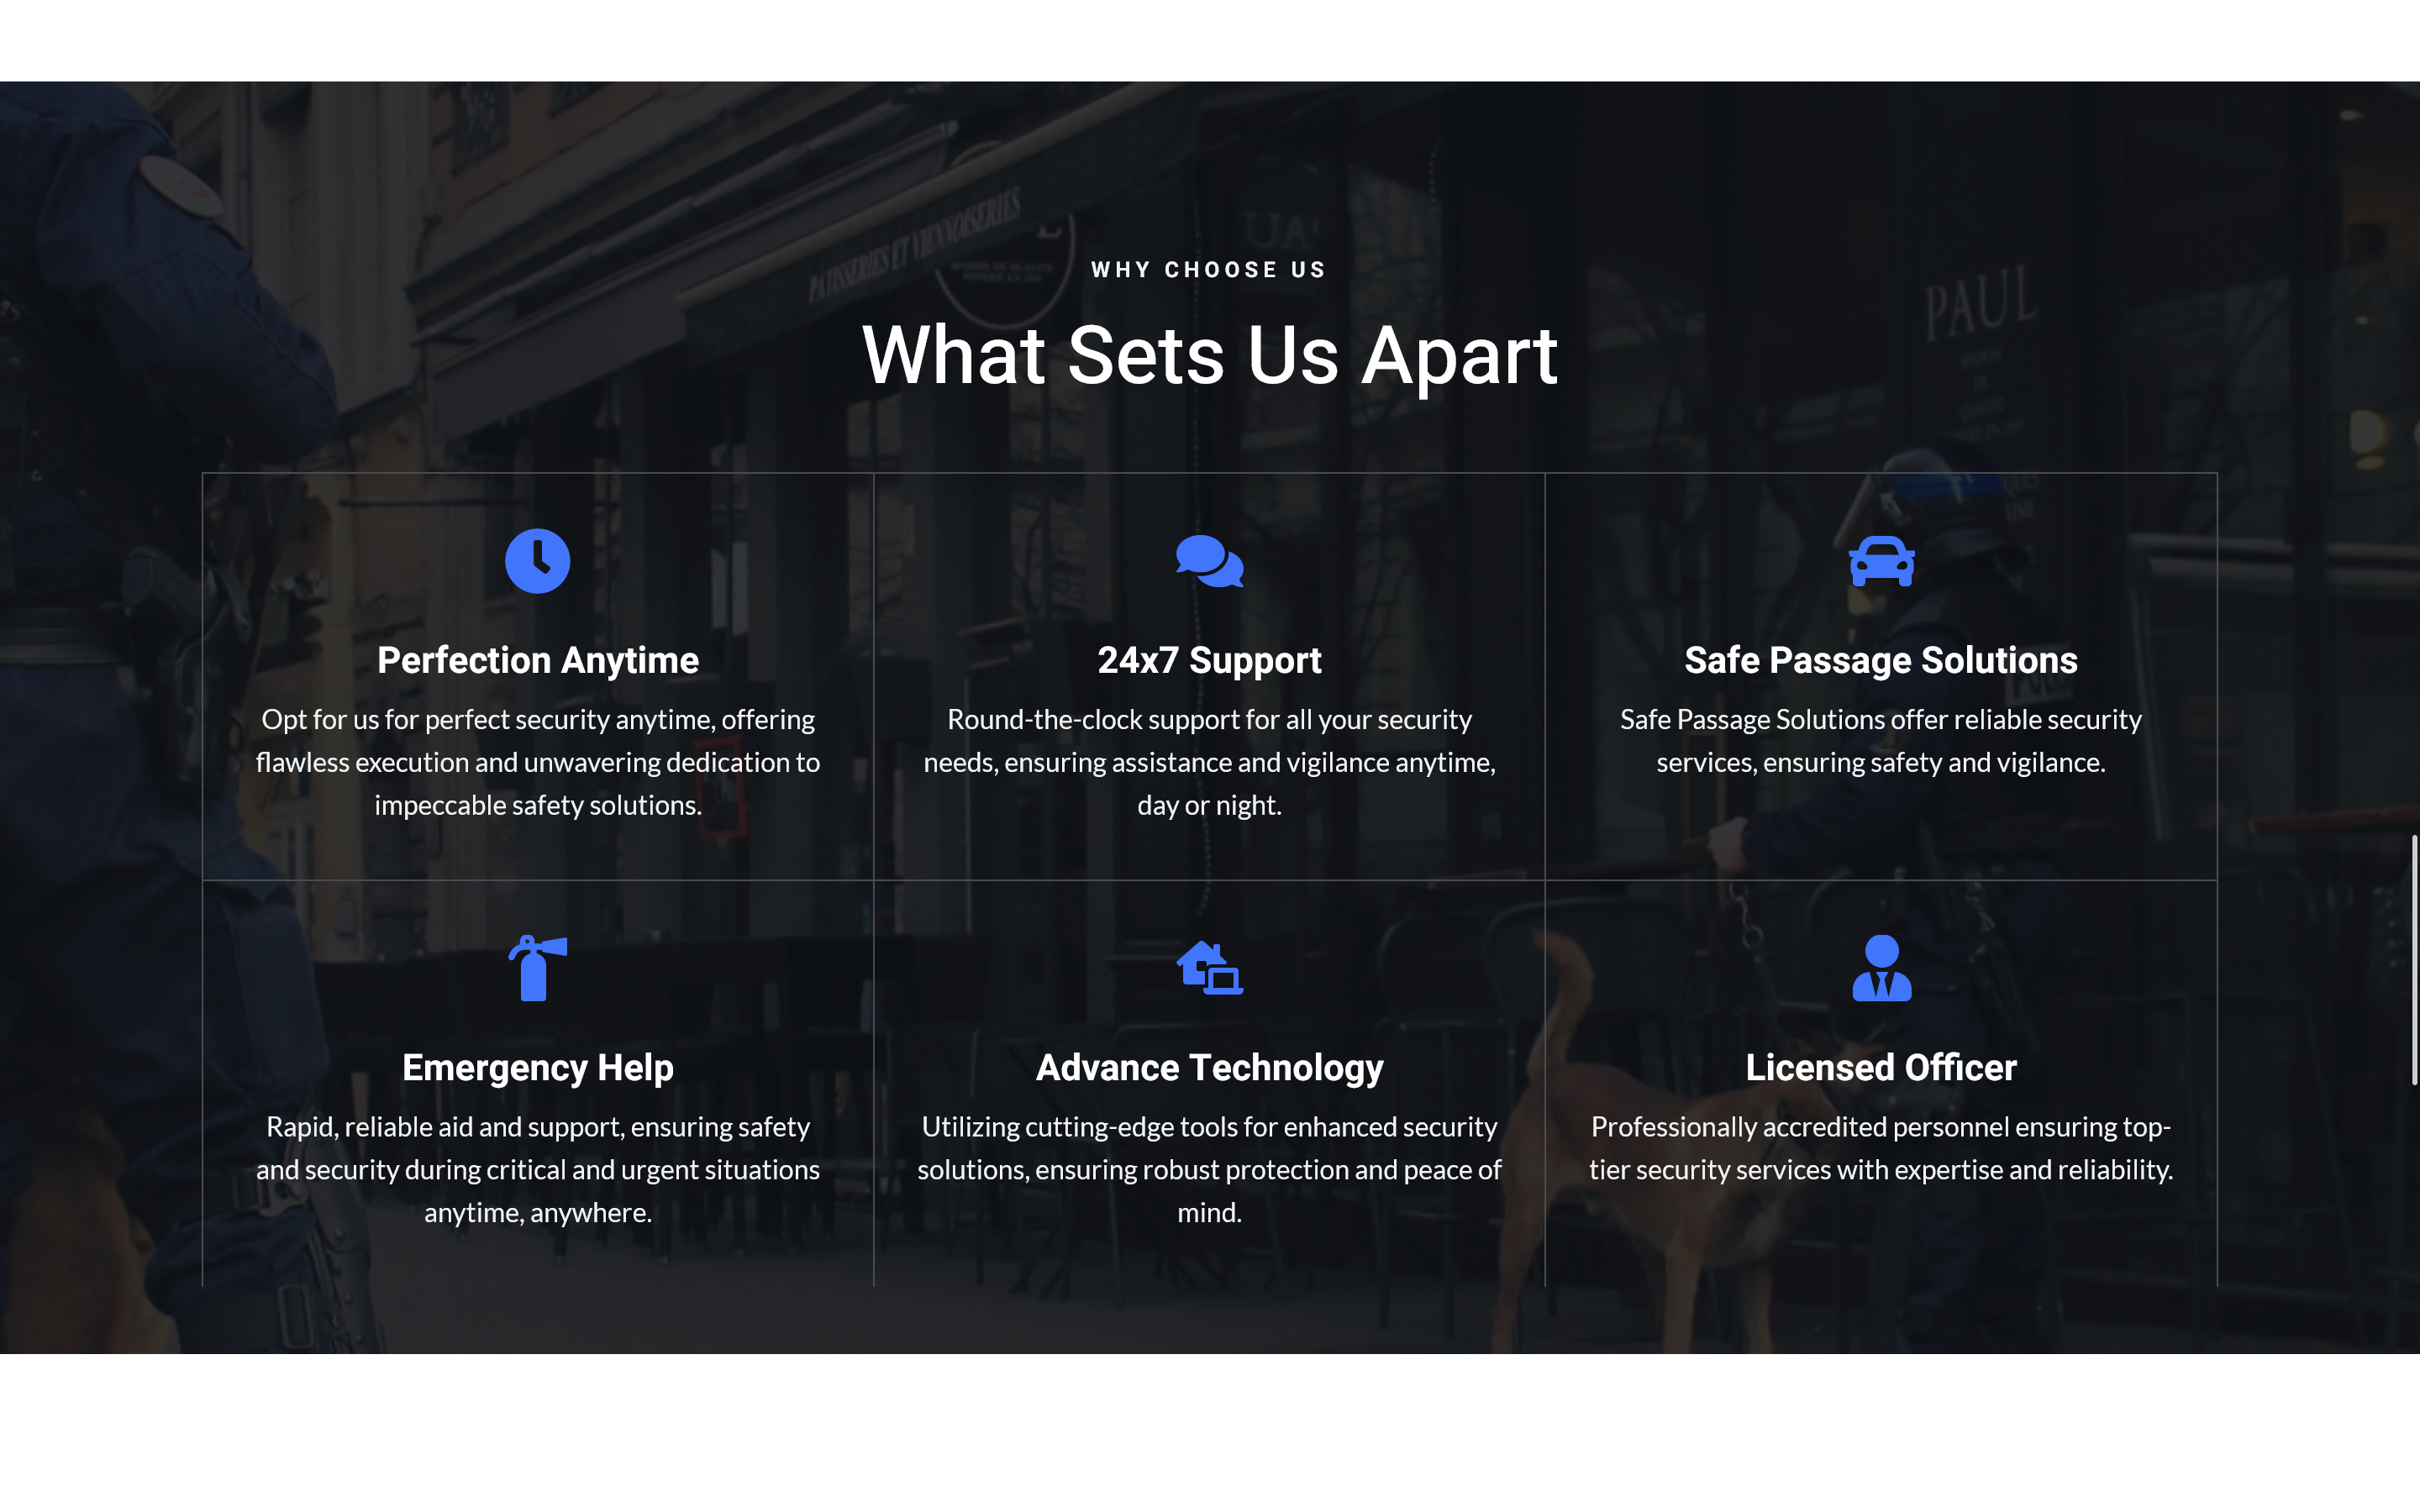 PATISSERIES ET VIENNOISERIES
PAUL
WHY CHOOSE US
What Sets Us Apart
Perfection Anytime
Opt for us for perfect security anytime, offering
flawless execution and unwavering dedication to
impeccable safety solutions.
24x7 Support
Round-the-clock support for all your security
needs, ensuring assistance and vigilance anytime,
day or night.
Safe Passage Solutions
Safe Passage Solutions offer reliable security
services, ensuring safety and vigilance.
Emergency Help
Rapid, reliable aid and support, ensuring safety
and security during critical and urgent situations
anytime, anywhere.
Advance Technology
Utilizing cutting-edge tools for enhanced security
solutions, ensuring robust protection and peace of
mind.
Licensed Officer
Professionally accredited personnel ensuring top-
tier security services with expertise and reliability.